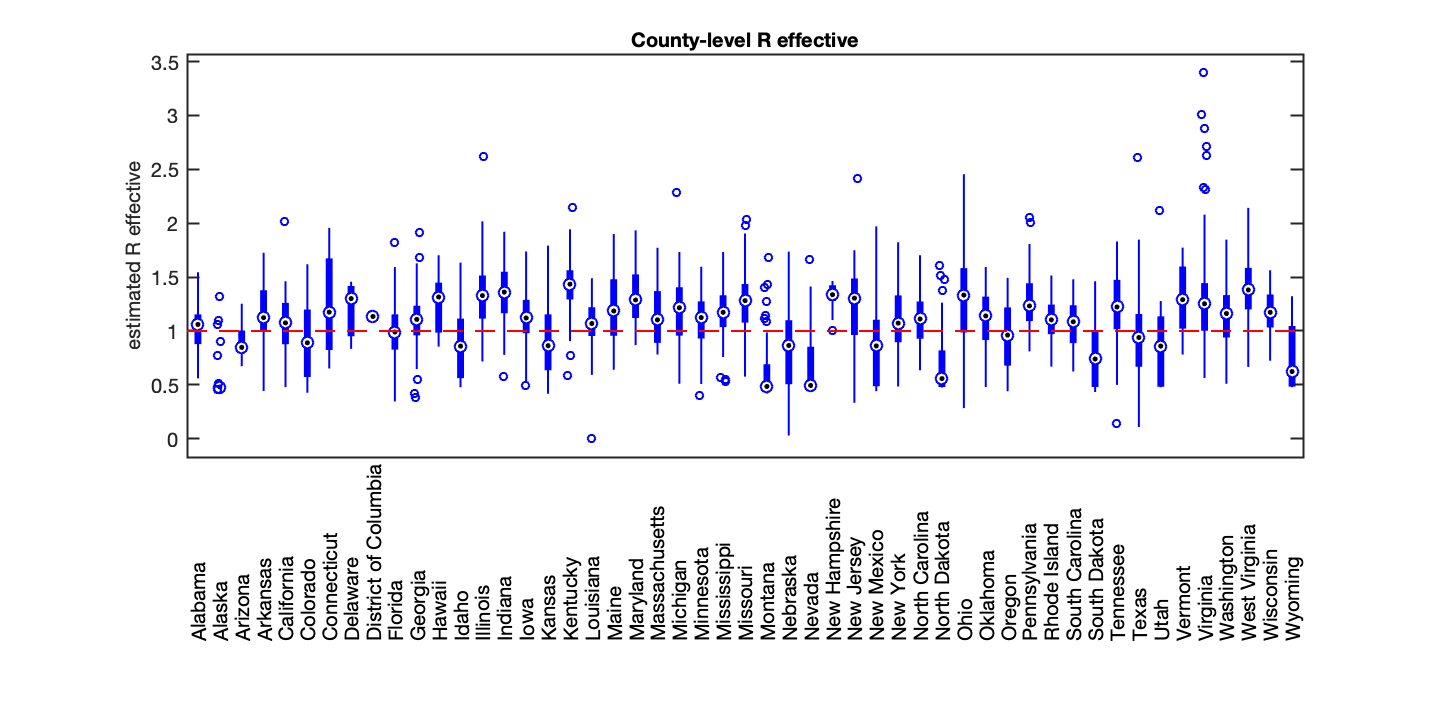 County-level R effective
estimated R effective
3.5
3
2.5
2
1.5
1
0.5
0
Alabama
Alaska
Arizona
Arkansas
California
Colorado
Connecticut
Delaware
District of Columbia
Florida
Georgia
Hawaii
Idaho
Illinois
Indiana
Iowa
Kansas
Kentucky
Louisiana
Maine
Maryland
Massachusetts
Michigan
Minnesota
Mississippi
Missouri
Montana
Nebraska
Nevada
New Hampshire
New Jersey
New Mexico
New York
North Carolina
North Dakota
Ohio
Oklahoma
Oregon
Pennsylvania
Rhode Island
South Carolina
South Dakota
Tennessee
Texas
Utah
Vermont
Virginia
Washington
West Virginia
Wisconsin
Wyoming